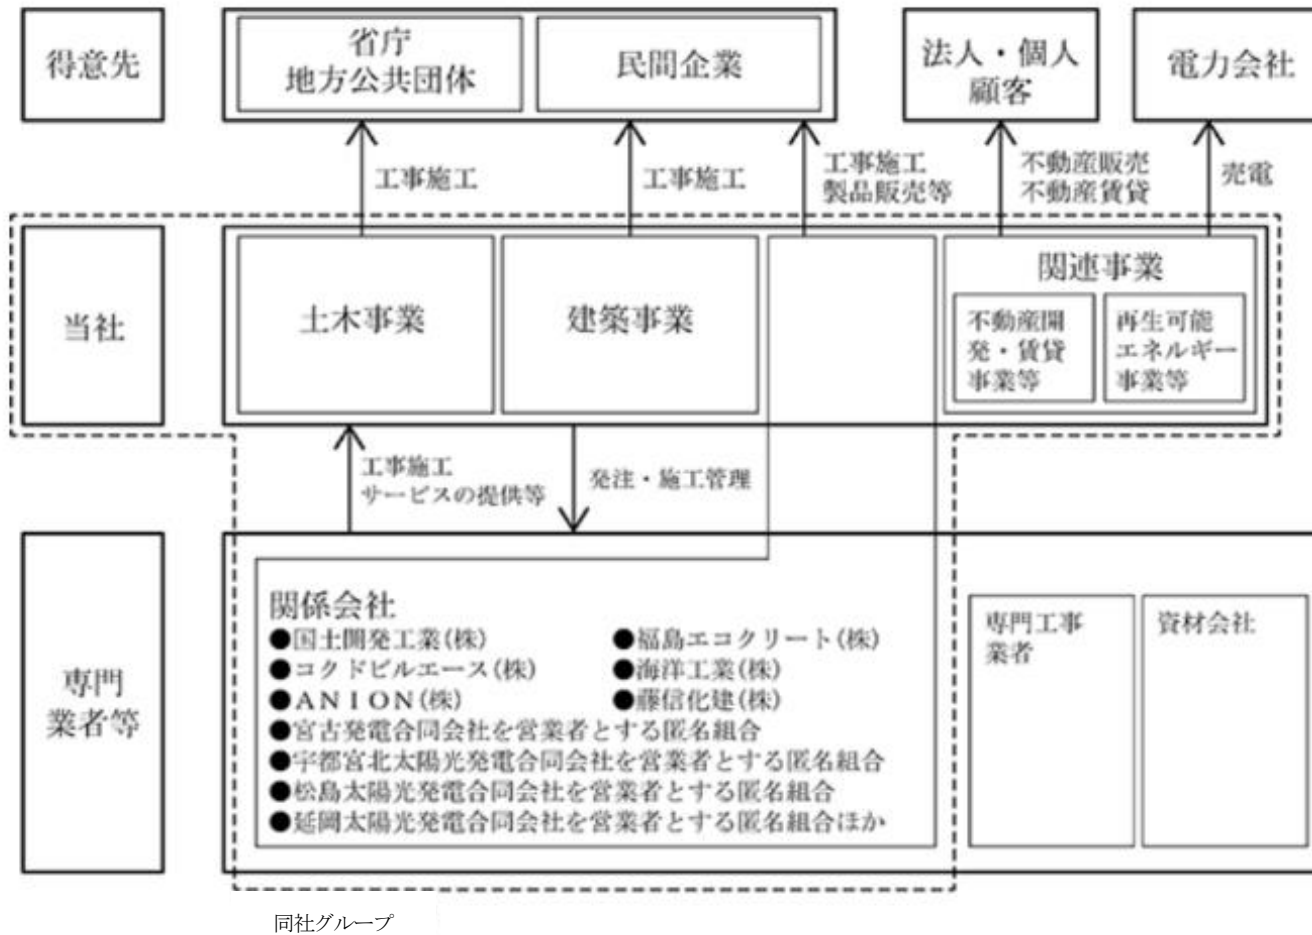 得意先
省庁
地方公共団体
民間企業
法人・個人
顧客
電力会社
工事施工
工事施工
工事施工
製品販売等
不動産販売
不動産賃貸
売電
当社
土木事業
建築事業
関連事業
不動産開
発・賃貸
事業等
再生可能
エネルギー
事業等
工事施工
サービスの提供等
発注・施工管理
専門
業者等
関係会社
●国土開発工業(株)
●福島エコクリート(株)
●コクドビルエース(株)
●海洋工業(株)
●ANION(株)
●藤信化建(株)
●宮古発電合同会社を営業者とする匿名組合
●宇都宮北太陽光発電合同会社を営業者とする匿名組合
●松島太陽光発電合同会社を営業者とする匿名組合
●延岡太陽光発電合同会社を営業者とする匿名組合ほか
専門工事
業者
資材会社
同社グループ